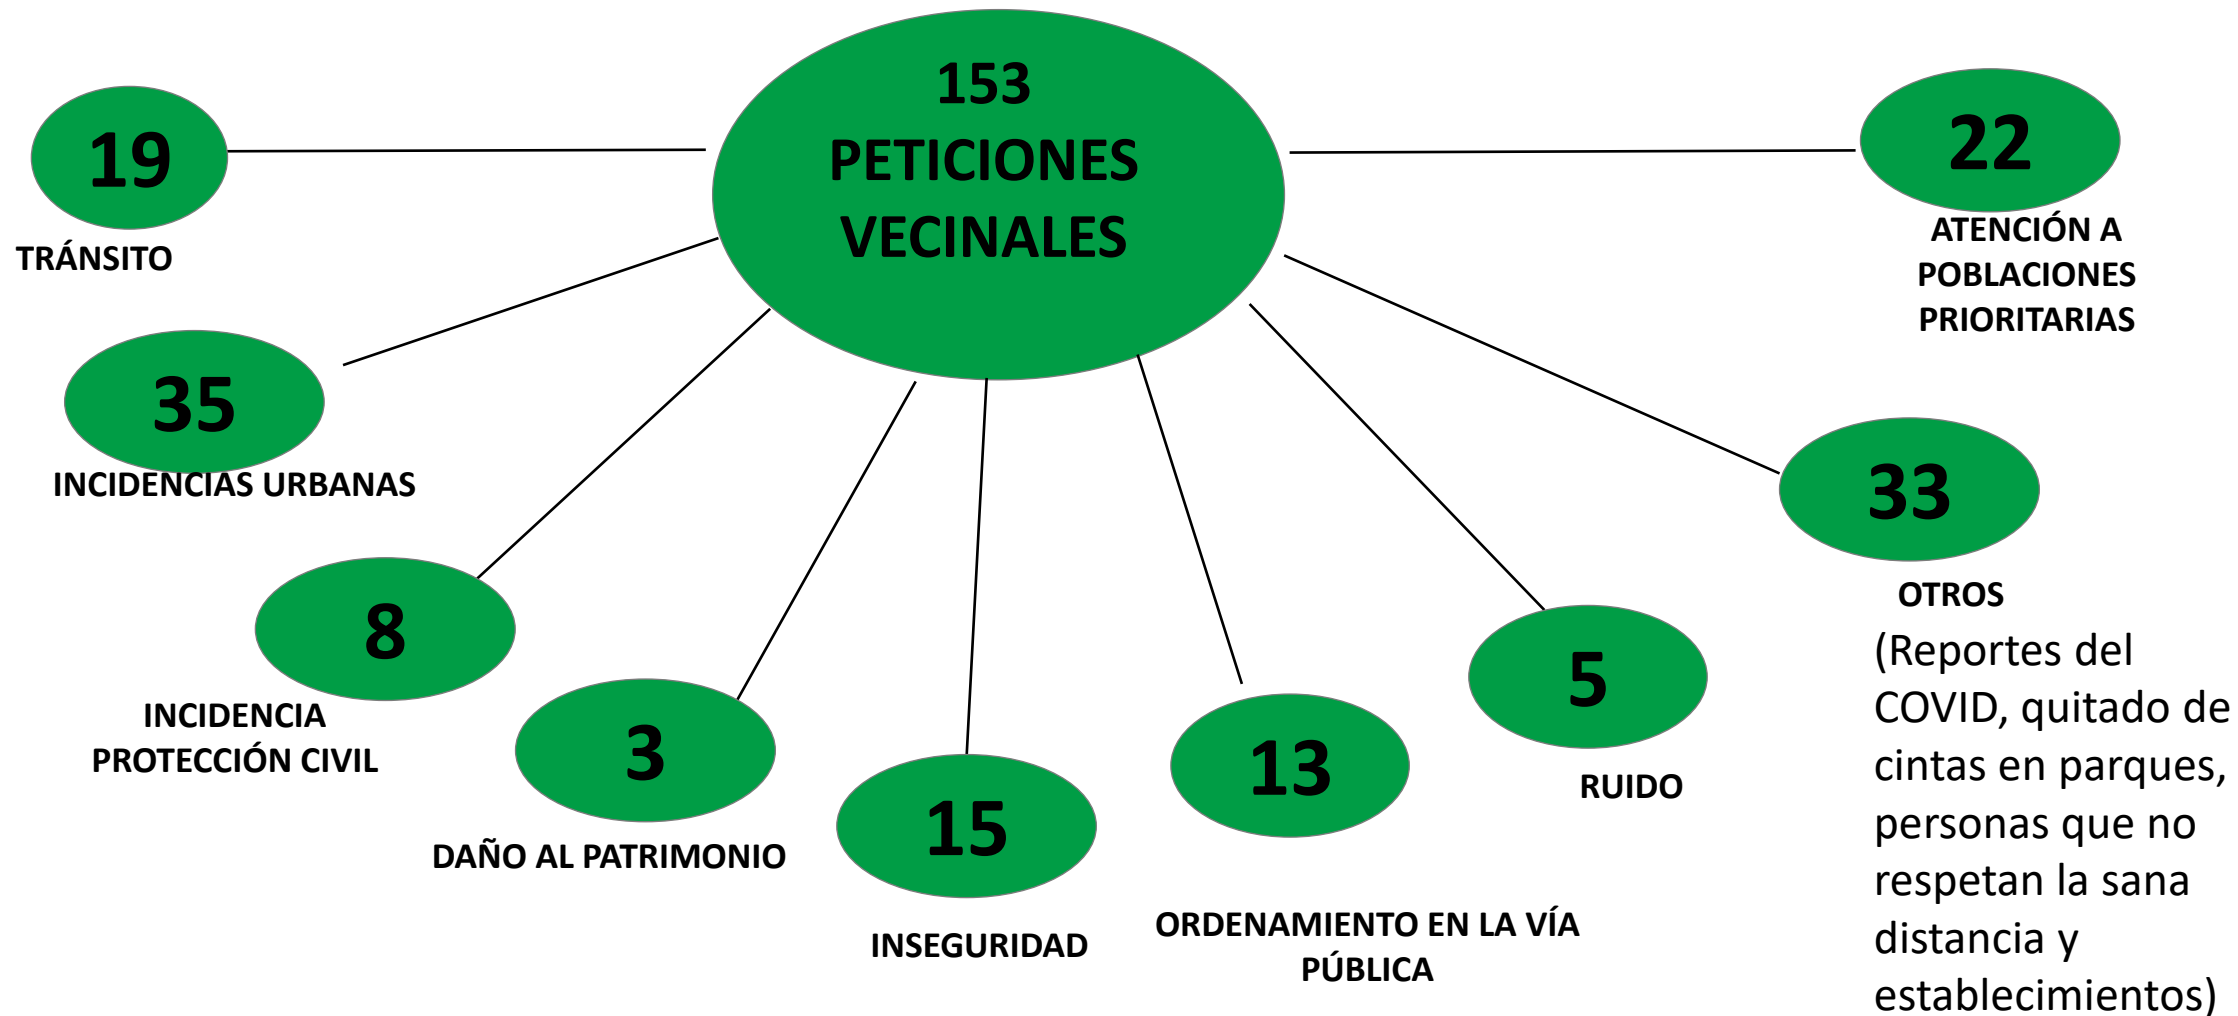 153
PETICIONES
VECINALES
19
TRÁNSITO
35
INCIDENCIAS URBANAS
8
INCIDENCIA
PROTECCIÓN CIVIL
3
DAÑO AL PATRIMONIO
15
INSEGURIDAD
13
ORDENAMIENTO EN LA VÍA
PÚBLICA
5
RUIDO
33
OTROS
(Reportes del
COVID, quitado de
cintas en parques,
personas que no
respetan la sana
distancia y
establecimientos)
22
ATENCIÓN A
POBLACIONES
PRIORITARIAS